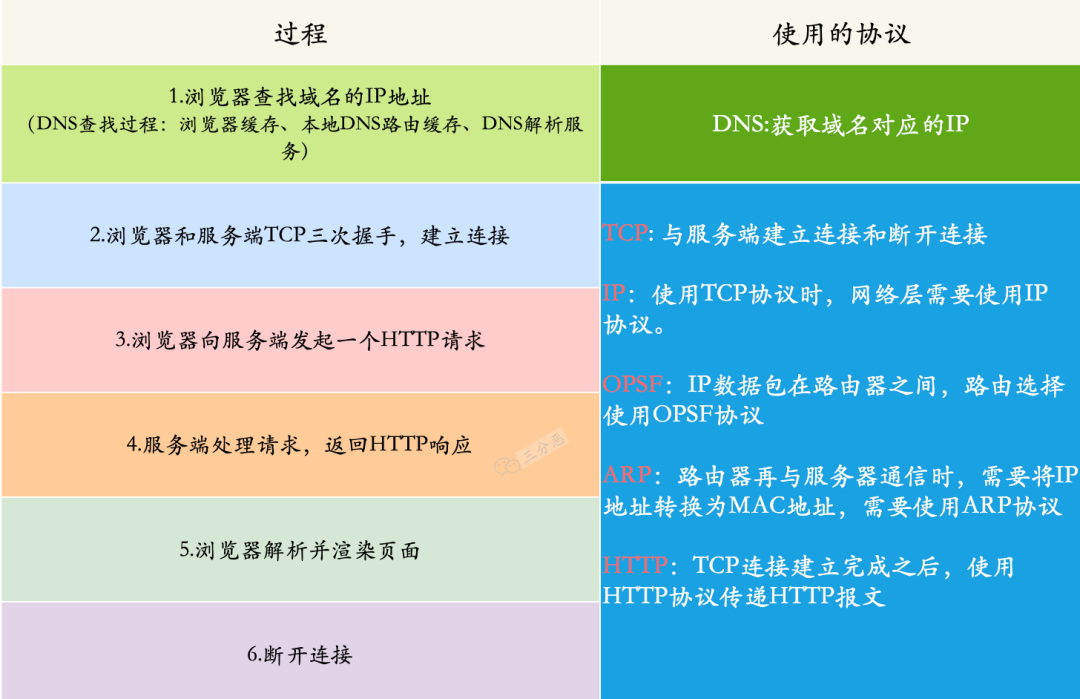 过程
使用的协议
1.浏览器查找域名的IP地址
（DNS查找过程：浏览器缓存、本地DNS路由缓存、DNS解析服
务）
DNS:获取域名对应的IP
2.浏览器和服务端TCP三次握手，建立连接
3.浏览器向服务端发起一个HTTP请求
4.服务端处理请求，返回HTTP响应
三分恶
5.浏览器解析并渲染页面
6.断开连接
TCP: 与服务端建立连接和断开连接
IP：使用TCP协议时，网络层需要使用IP
协议。
OPSF：IP数据包在路由器之间，路由选择
使用OPSF协议
ARP：路由器再与服务器通信时，需要将IP
地址转换为MAC地址，需要使用ARP协议
HTTP：TCP连接建立完成之后，使用
HTTP协议传递HTTP报文